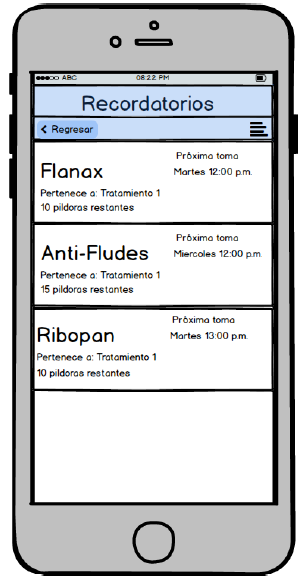 ABC 08:22 PM
Recordatorios
Regresar
Próxima toma
Flanax Martes 12:00 p.m.
Pertenece a: Tratamiento 1
10 pildoras restantes
Próxima toma
Anti-Fludes Miercoles 12:00 p.m.
Pertenece a: Tratamiento 1
15 pildoras restantes
Próxima toma
Ribopan Martes 13:00 p.m.
Pertenece a: Tratamiento 1
10 pildoras restantes